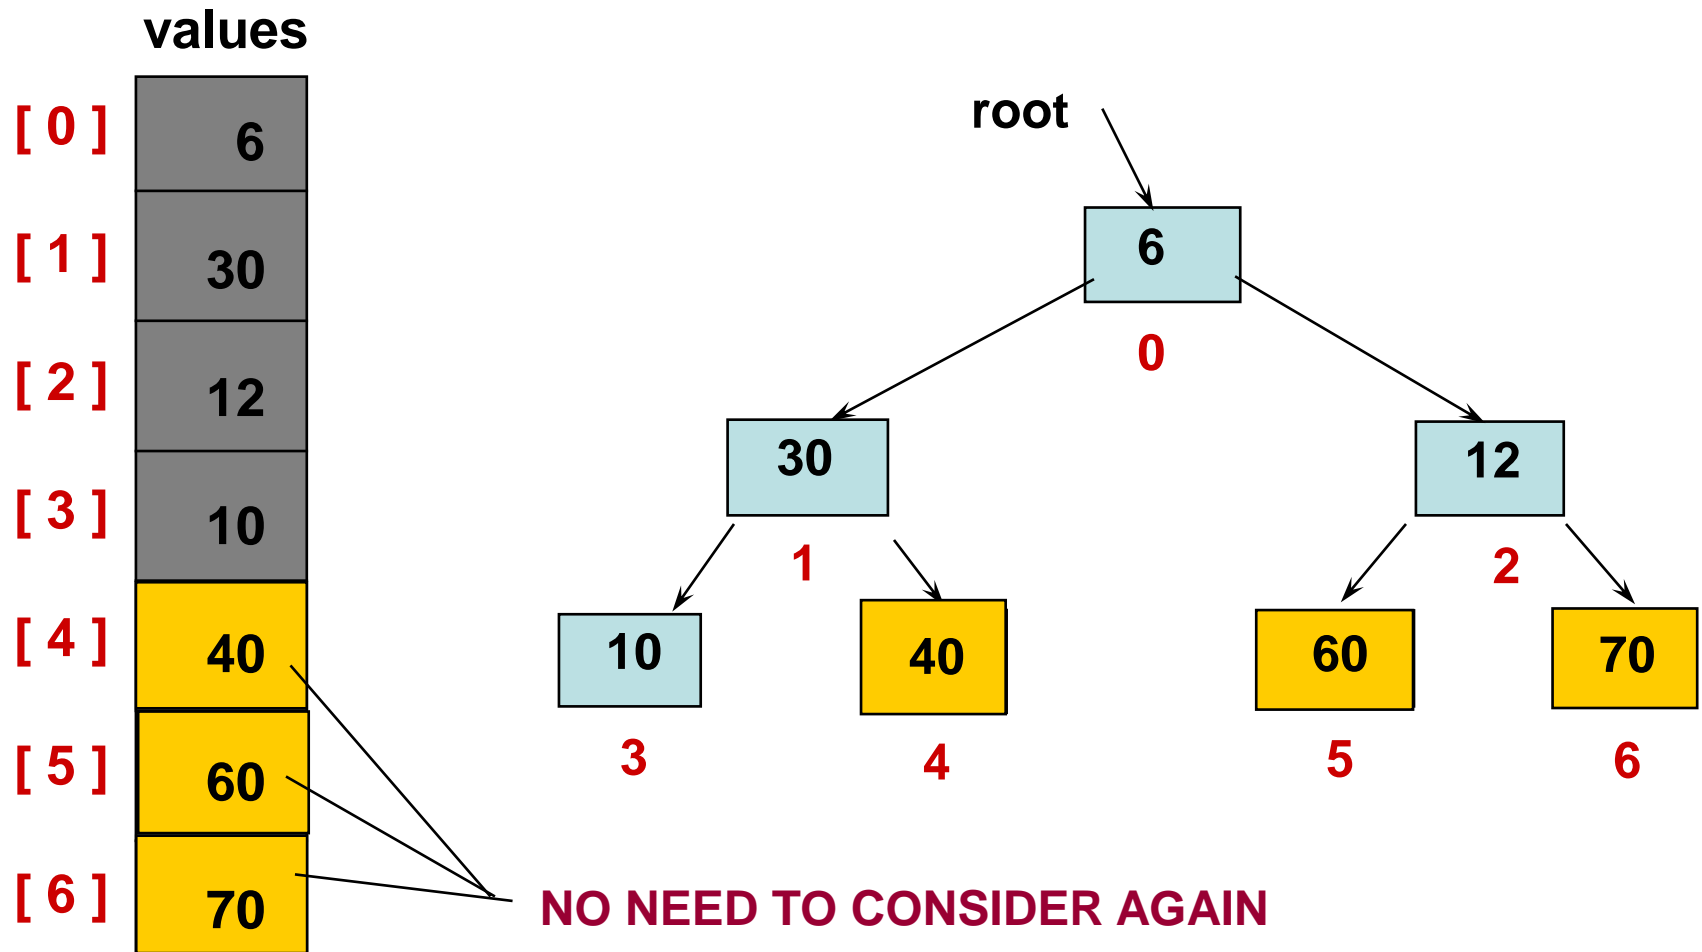 values
[ 0 ] 6
[ 1 ] 30
[ 2 ] 12
[ 3 ] 10
[ 4 ] 40
[ 5 ] 60
[ 6 ] 70
root
6
0
30 12
1 2
10 40 60 70
3 4 5 6
NO NEED TO CONSIDER AGAIN